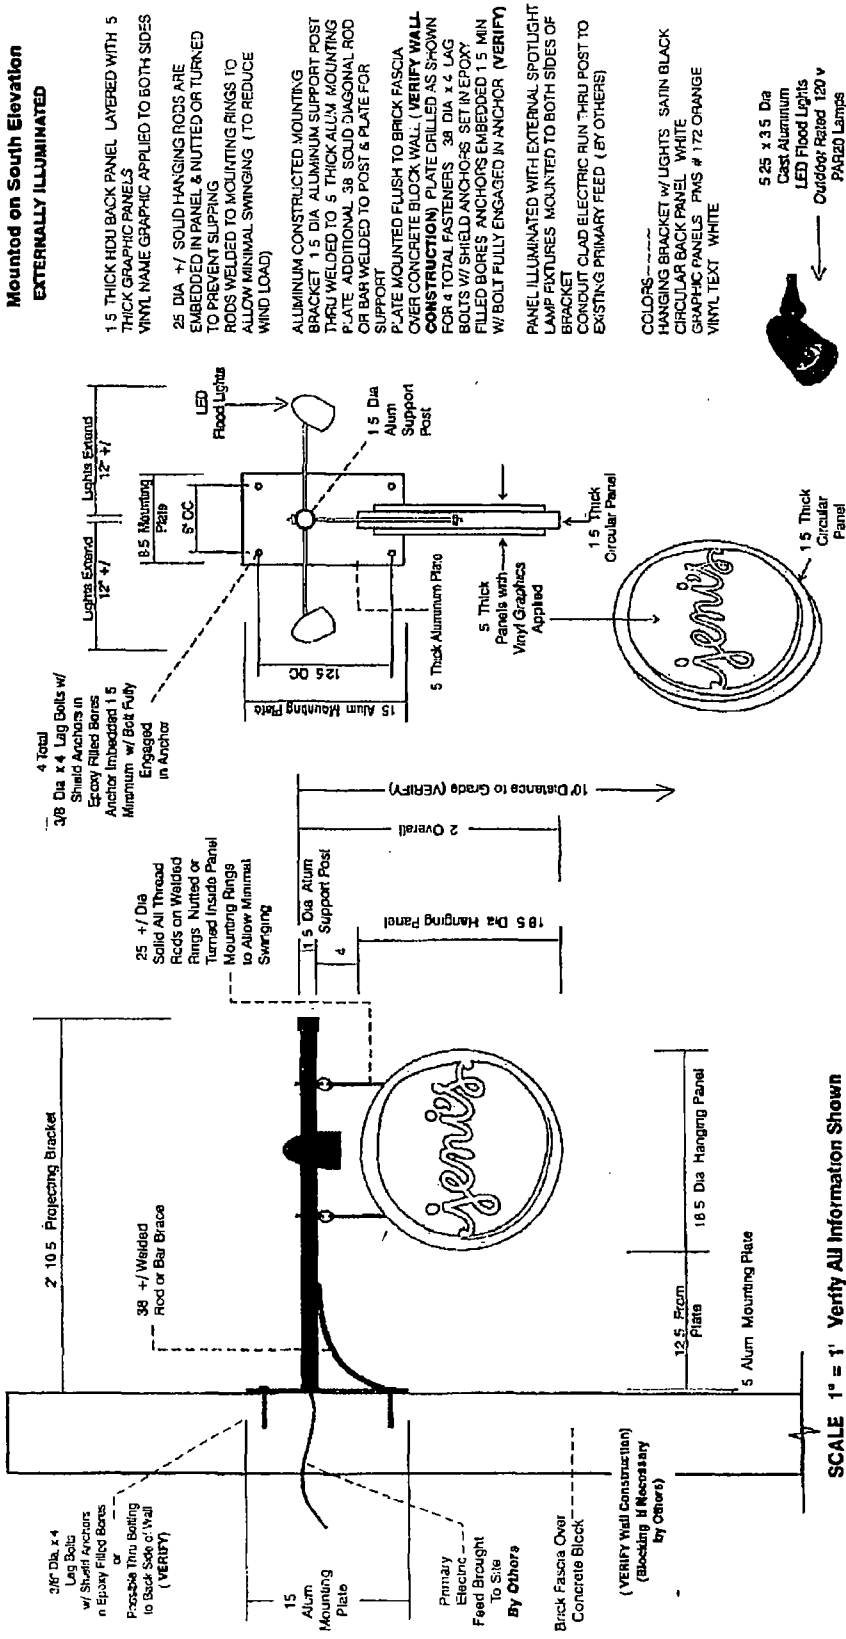 Mounted on South Elevation
EXTERNALLY ILLUMINATED
1 5 THICK HDU BACK PANEL LAYERED WITH 5
THICK GRAPHIC PANELS
VINYL NAME GRAPHIC APPLIED TO BOTH SIDES
25 DIA +/ SOLID HANGING RODS ARE
EMBEDDED IN PANEL & NUTTED OR TURNED
TO PREVENT SLIPPING
RODS WELDED TO MOUNTING RINGS TO
ALLOW MINIMAL SWINGING ( TO REDUCE
WIND LOAD)
ALUMINUM CONSTRUCTED MOUNTING
BRACKET 1 5 DIA ALUMINUM SUPPORT POST
THRU WELDED TO 5 THICK ALUM MOUNTING
PLATE ADDITIONAL 38 SOLID DIAGONAL ROD
OR BAR WELDED TO POST & PLATE FOR
SUPPORT
PLATE MOUNTED FLUSH TO BRICK FASCIA
OVER CONCRETE BLOCK WALL ( VERIFY WALL
CONSTRUCTION) PLATE DRILLED AS SHOWN
FOR 4 TOTAL FASTENERS 38 DIA x 4 LAG
BOLTS W/ SHIELD ANCHORS SET IN EPOXY
FILLED BORES ANCHORS EMBEDDED 1 5 MIN
W/ BOLT FULLY ENGAGED IN ANCHOR (VERIFY)
PANEL ILLUMINATED WITH EXTERNAL SPOTLIGHT
LAMP FIXTURES MOUNTED TO BOTH SIDES OF
BRACKET
CONDUIT CLAD ELECTRIC RUN THRU POST TO
EXISTING PRIMARY FEED ( BY OTHERS)
COLORS
HANGING BRACKET w/ LIGHTS SATIN BLACK
CIRCULAR BACK PANEL WHITE
GRAPHIC PANELS PMS # 172 ORANGE
VINYL TEXT WHITE
5 25 x 3 5 Dia
Cast Aluminum
LED Flood Lights
Outdoor Rated 120 v
PAR20 Lamps
4 Total
3/8 Dia x 4 Lag Bolts w/
Shield Anchors in
Epoxy Filled Bores
Anchor Imbedded 1 5
Minimum w/ Bolt Fully
Engaged
in Anchor
Lights Extend
12" +/
Lights Extend
12" +/
8 5 Mounting
Plate
6" OC
LED
Flood Lights
1 5 Dia
Alum
Support
Post
12 5 OC
15 Alum Mounting Plate
5 Thick Aluminum Plate
5 Thick
Panels with
Vinyl Graphics
Applied
1 5 Thick
Circular Panel
jeni's
1 5 Thick
Circular
Panel
25 +/ Dia
Solid All Thread
Rods on Welded
Rings Nutted or
Turned Inside Panel
Mounting Rings
to Allow Minimal
Swinging
1 5 Dia Alum
Support Post
4
18 5 Dia Hanging Panel
2 Overall
10' Distance to Grade (VERIFY)
2' 10 5 Projecting Bracket
38 +/ Welded
Rod or Bar Brace
jeni's
12 5 From
Plate
18 5 Dia Hanging Panel
5 Alum Mounting Plate
3/8" Dia. x 4
Lag Bolts
w/ Shield Anchors
in Epoxy Filled Bores
or
Possible Thru Bolting
to Back Side of Wall
( VERIFY)
15
Alum
Mounting
Plate
Primary
Electric
Feed Brought
To Site
By Others
Brick Fascia Over
Concrete Block
( VERIFY Wall Construction)
(Blocking If Necessary
by Others)
SCALE 1" = 1' Verify All Information Shown